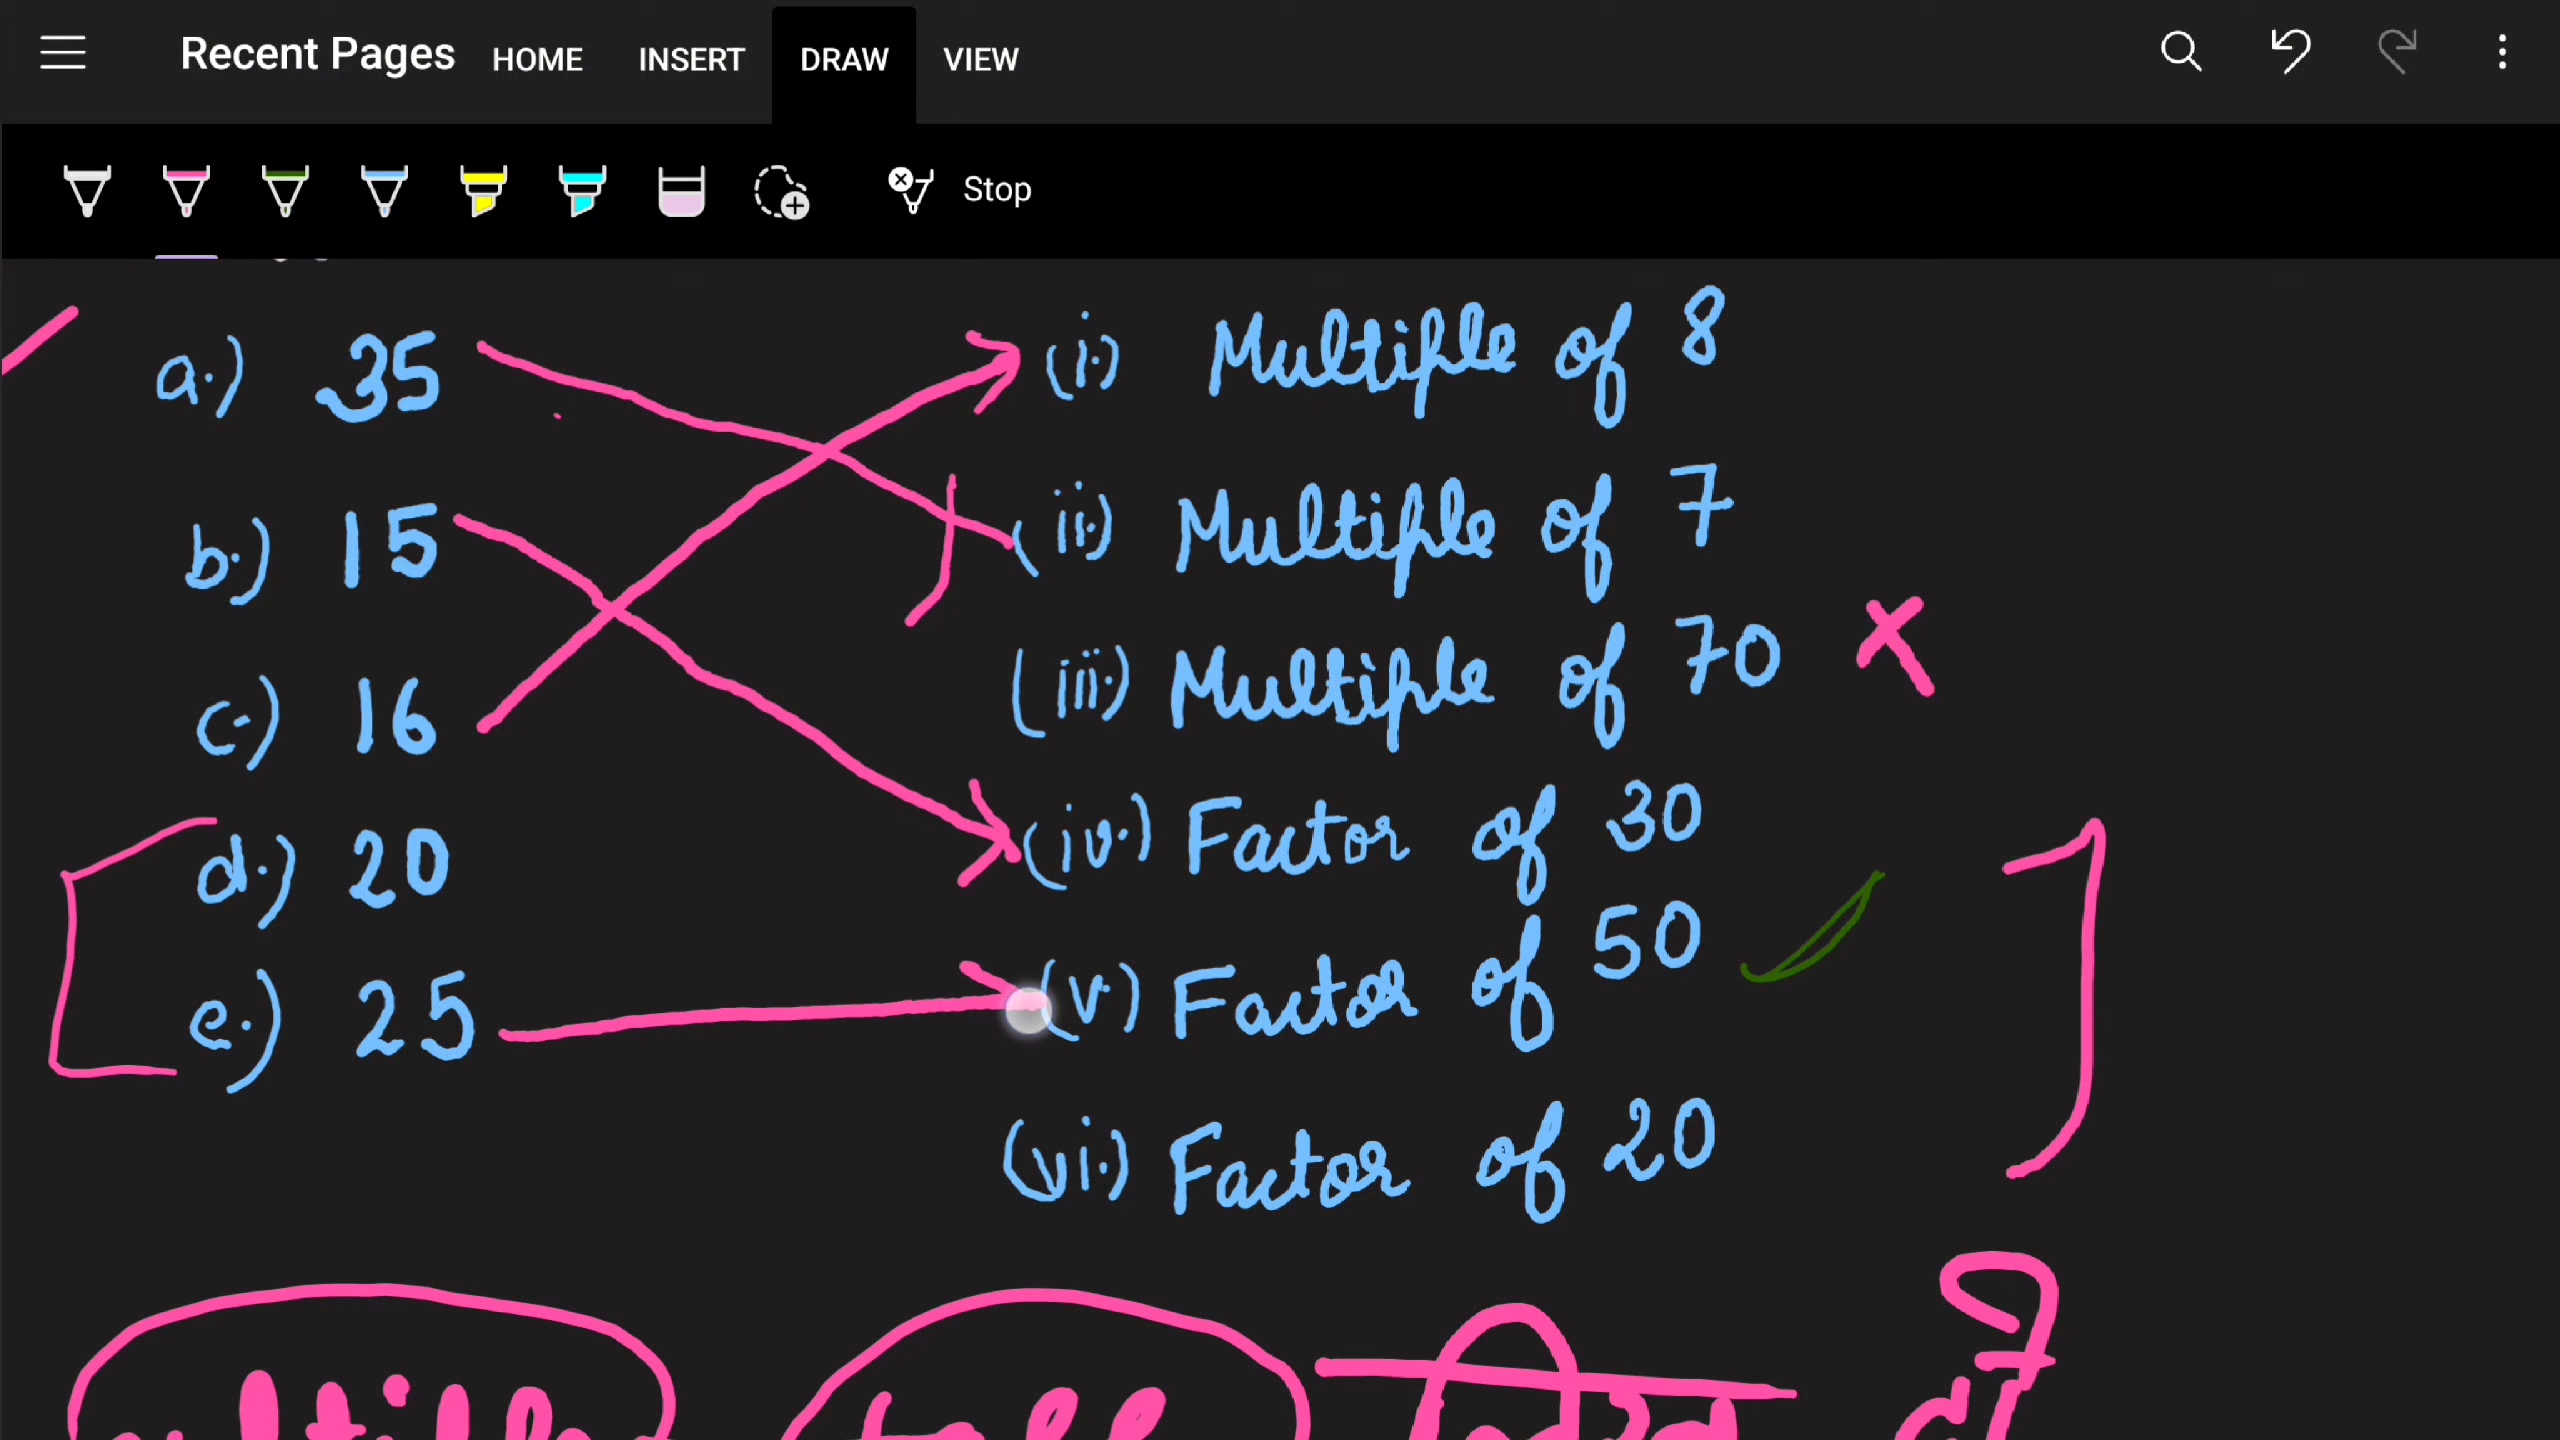 Recent Pages HOME INSERT DRAW VIEW
Stop
a.) 35 (i.) Multiple of 8
b.) 15 (ii.) Multiple of 7
c.) 16 (iii.) Multiple of 70
d.) 20 (iv.) Factor of 30
e.) 25 (v.) Factor of 50
(vi.) Factor of 20